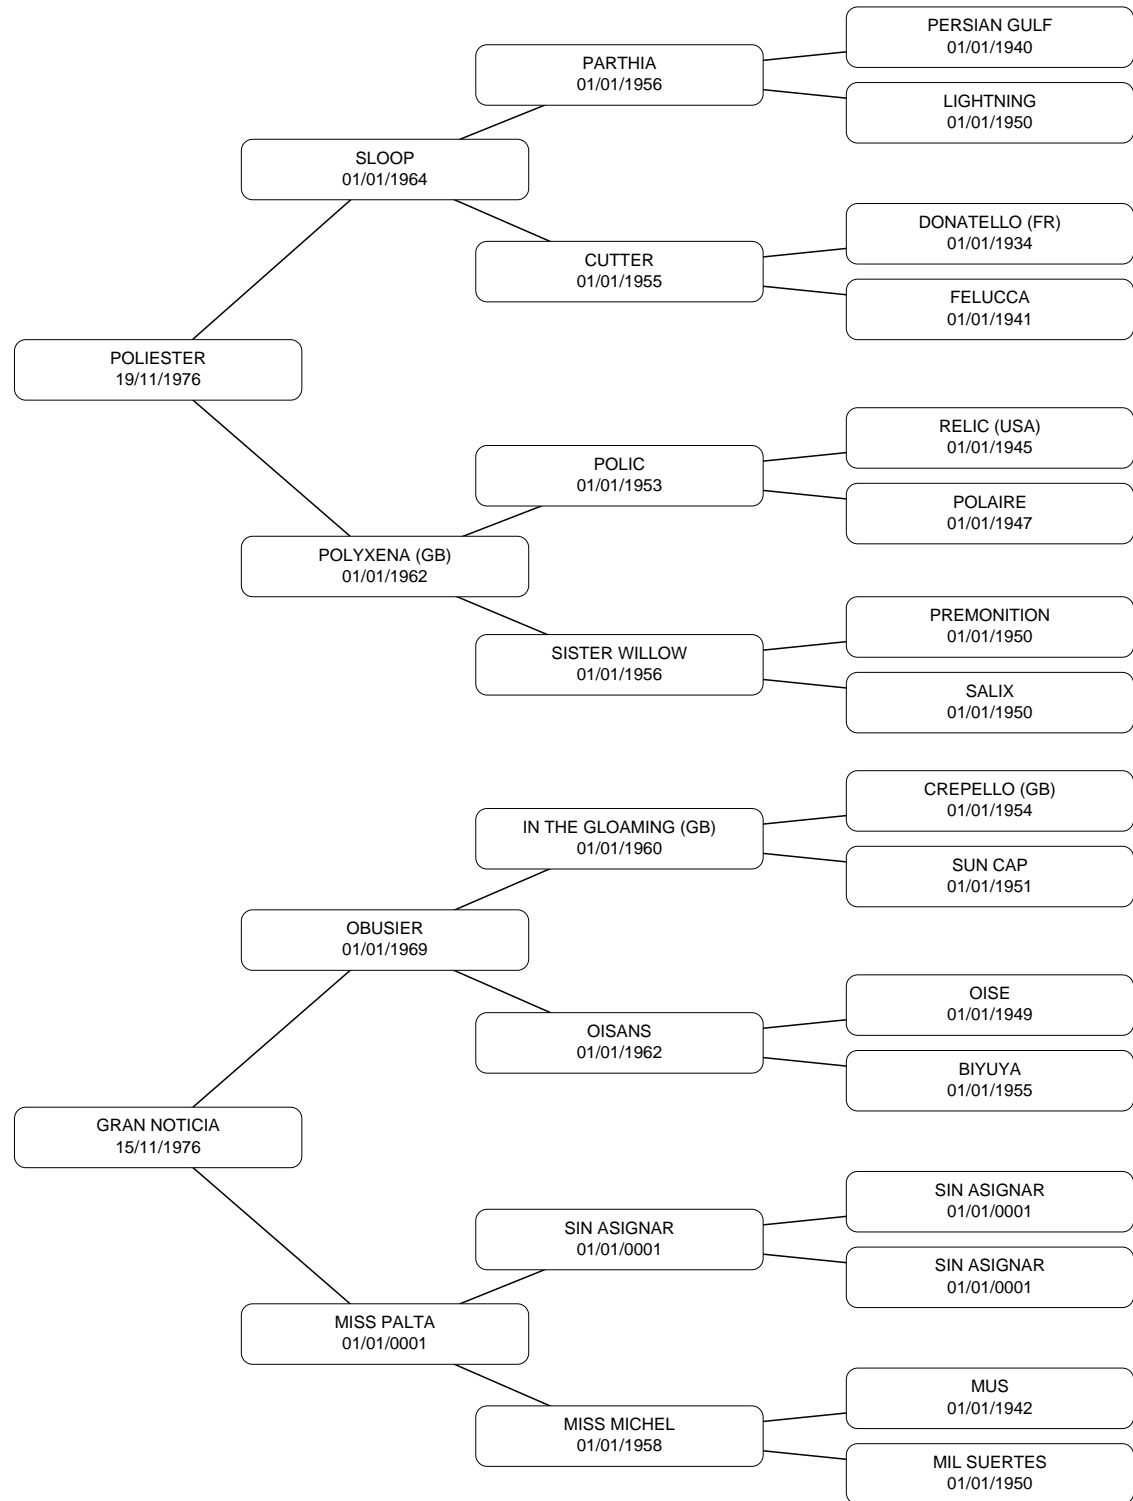 PERSIAN GULF
01/01/1940
PARTHIA
01/01/1956
LIGHTNING
01/01/1950
SLOOP
01/01/1964
DONATELLO (FR)
01/01/1934
CUTTER
01/01/1955
FELUCCA
01/01/1941
POLIESTER
19/11/1976
RELIC (USA)
01/01/1945
POLIC
01/01/1953
POLAIRE
01/01/1947
POLYXENA (GB)
01/01/1962
PREMONITION
01/01/1950
SISTER WILLOW
01/01/1956
SALIX
01/01/1950
CREPELLO (GB)
01/01/1954
IN THE GLOAMING (GB)
01/01/1960
SUN CAP
01/01/1951
OBUSIER
01/01/1969
OISE
01/01/1949
OISANS
01/01/1962
BIYUYA
01/01/1955
GRAN NOTICIA
15/11/1976
SIN ASIGNAR
01/01/0001
SIN ASIGNAR
01/01/0001
SIN ASIGNAR
01/01/0001
MISS PALTA
01/01/0001
MUS
01/01/1942
MISS MICHEL
01/01/1958
MIL SUERTES
01/01/1950